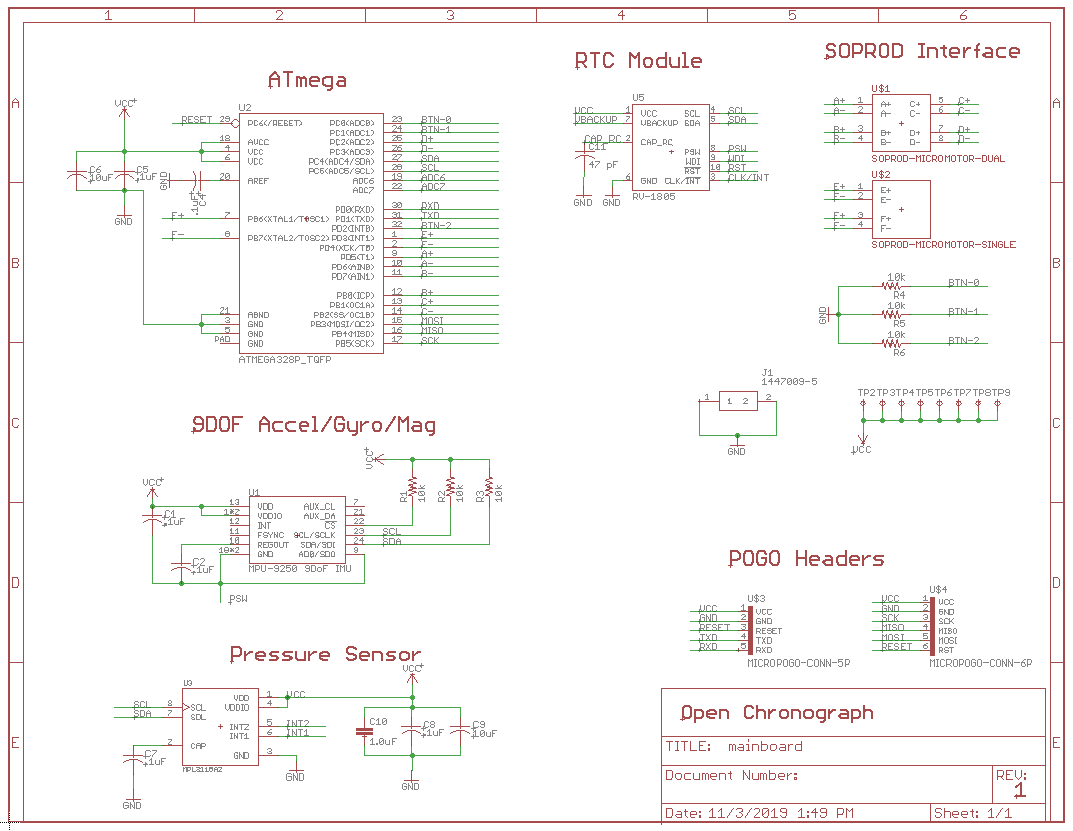 1 2 3 4 5 6
A
B
C
D
E
A
B
C
D
E
ATmega
VCC
U2
RESET 29 PC6(/RESET)
18 AVCC
4 VCC
6 VCC
20 AREF
7 PB6(XTAL1/TOSC1)
8 PB7(XTAL2/TOSC2)
21 AGND
3 GND
5 GND
PAD GND
C6
10uF
C5
.1uF
GND
C4
.1uF
GND
F+
F-
PC0(ADC0) 23 BTN-0
PC1(ADC1) 24 BTN-1
PC2(ADC2) 25 D+
PC3(ADC3) 26 D-
PC4(ADC4/SDA) 27 SDA
PC5(ADC5/SCL) 28 SCL
ADC6 19 ADC6
ADC7 22 ADC7
PD0(RXD) 30 RXD
PD1(TXD) 31 TXD
PD2(INT0) 32 BTN-2
PD3(INT1) 1 E+
PD4(XCK/T0) 2 E-
PD5(T1) 9 A+
PD6(AIN0) 10 A-
PD7(AIN1) 11 B-
PB0(ICP) 12 B+
PB1(OC1A) 13 C+
PB2(SS/OC1B) 14 C-
PB3(MOSI/OC2) 15 MOSI
PB4(MISO) 16 MISO
PB5(SCK) 17 SCK
ATMEGA328P_TQFP
RTC Module
U5
VCC 1 VCC
VBACKUP 7 VBACKUP
CAP_RC 2 CAP_RC
6 GND
SCL 4 SCL
SDA 5 SDA
PSW 8 PSW
WDI 9 WDI
RST 10 RST
CLK/INT 3 CLK/INT
C11
47 pF
GND GND
RV-1805
SOPROD Interface
U$1
A+ 1 A+ C+ 5 C+
A- 2 A- C- 6 C-
B+ 3 B+ D+ 7 D+
B- 4 B- D- 8 D-
SOPROD-MICROMOTOR-DUAL
U$2
E+ 1 E+
E- 2 E-
F+ 3 F+
F- 4 F-
SOPROD-MICROMOTOR-SINGLE
10k BTN-0
R4
10k BTN-1
R5
10k BTN-2
R6
GND
J1
1447009-5
1 1 2 2
GND
TP2 TP3 TP4 TP5 TP6 TP7 TP8 TP9
VCC
9DOF Accel/Gyro/Mag
VCC
R1 10k R2 10k R3 10k
VCC
U1
13 VDD AUX_CL 7
1*2 VDDIO AUX_DA 21
12 INT CS 22
11 FSYNC SCL/SCLK 23 SCL
10 REGOUT SDA/SDI 24 SDA
18*2 GND AD0/SDO 9
MPU-9250 9DoF IMU
C1
.1uF
C2
.1uF
PSW
POGO Headers
U$3
VCC 1 VCC
GND 2 GND
RESET 3 RESET
TXD 4 TXD
RXD 5 RXD
MICROPOGO-CONN-5P
U$4
VCC 1 VCC
GND 2 GND
SCK 3 SCK
MISO 4 MISO
MOSI 5 MOSI
RESET 6 RST
MICROPOGO-CONN-6P
Pressure Sensor
U3
SCL 8 SCL VDD 1 VCC
SDA 7 SDL VDDIO 4
INT2 5 INT2
INT1 6 INT1
2 CAP GND 3
MPL3115A2
C7
.1uF
GND
GND
VCC
C10
1.0uF
C8
.1uF
C9
10uF
GND
Open Chronograph
TITLE: mainboard
Document Number:
REV:
1
Date: 11/3/2019 1:49 PM
Sheet: 1/1